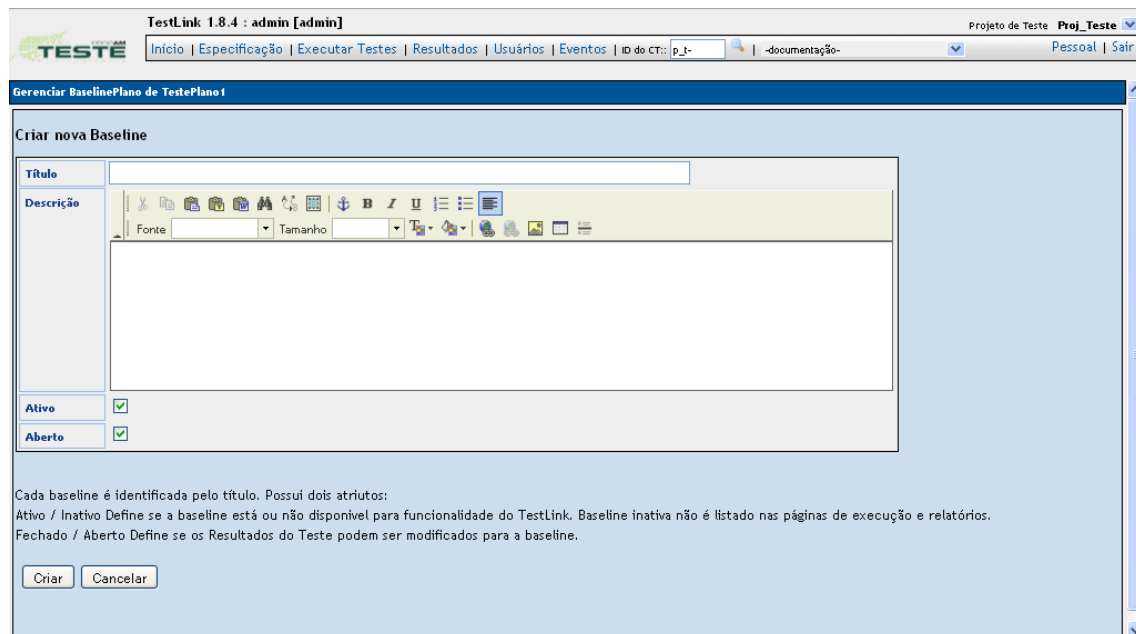 TestLink 1.8.4 : admin [admin]
Projeto de Teste Proj_Teste
TESTE
Início | Especificação | Executar Testes | Resultados | Usuários | Eventos | ID do CT:: p_t- | -documentação-
Pessoal | Sair
Gerenciar BaselinePlano de TestePlano1
Criar nova Baseline
Título
Descrição
B I U
Fonte Tamanho
Ativo
Aberto
Cada baseline é identificada pelo título. Possui dois atriutos:
Ativo / Inativo Define se a baseline está ou não disponivel para funcionalidade do TestLink. Baseline inativa não é listado nas páginas de execução e relatórios.
Fechado / Aberto Define se os Resultados do Teste podem ser modificados para a baseline.
Criar Cancelar